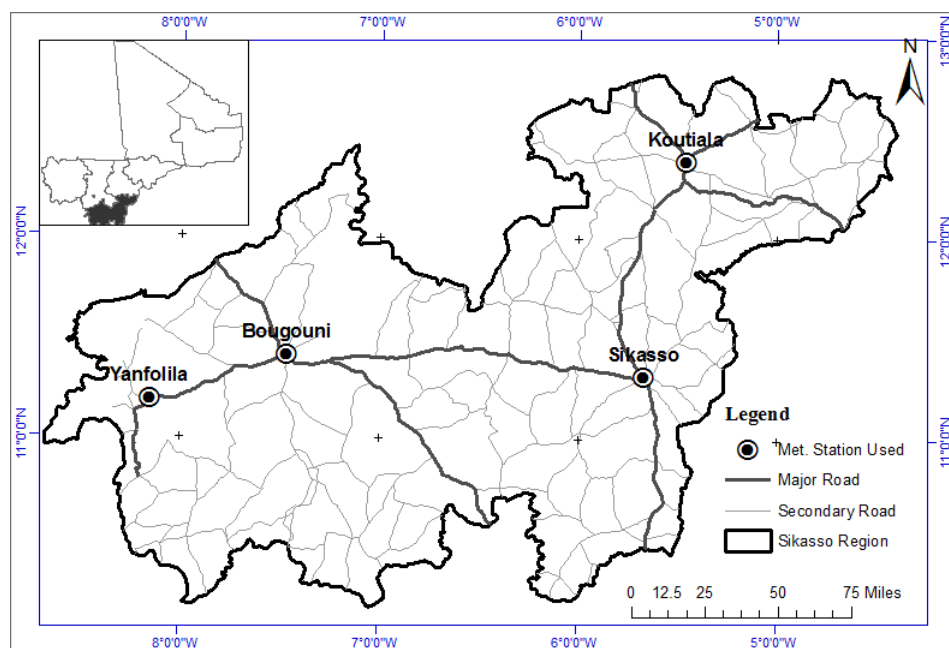 8°0'0"W 7°0'0"W 6°0'0"W 5°0'0"W
13°0'0"N
N
Koutiala
12°0'0"N 12°0'0"N
Bougouni
Sikasso
Yanfolila
Legend
11°0'0"N 11°0'0"N
Met. Station Used
Major Road
Secondary Road
Sikasso Region
0 12.5 25 50 75 Miles
8°0'0"W 7°0'0"W 6°0'0"W 5°0'0"W